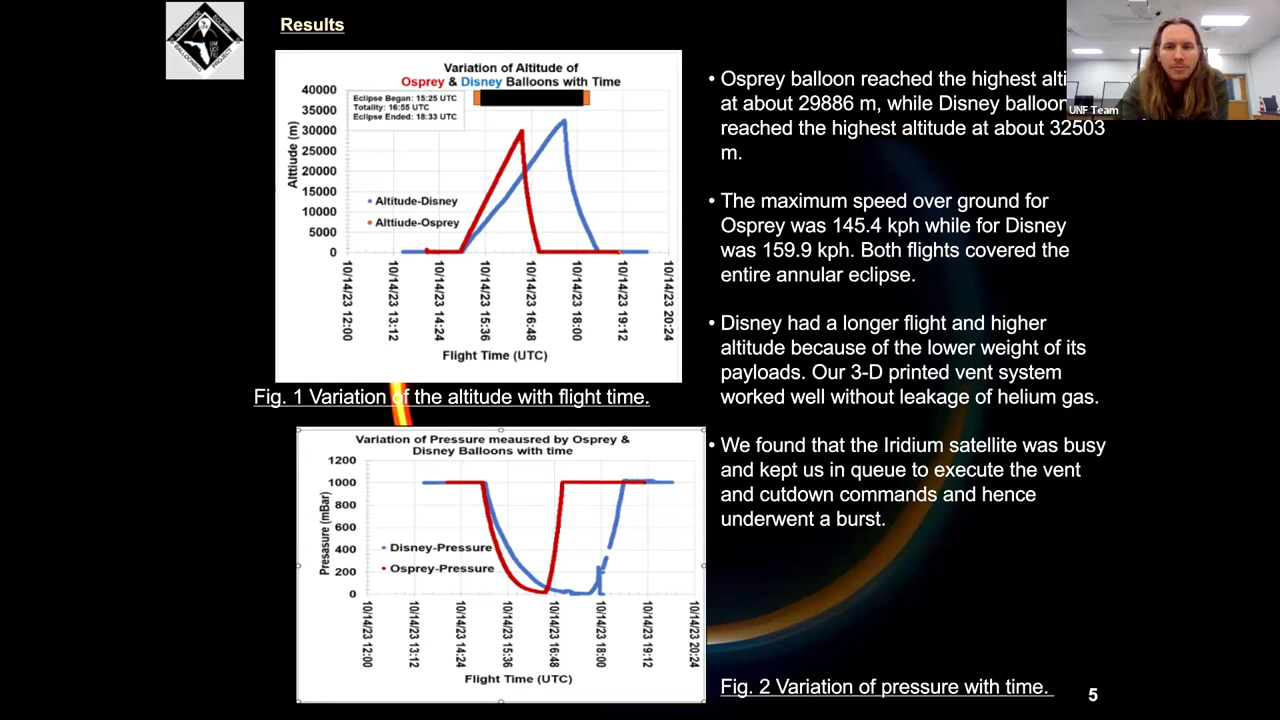 Results
Variation of Altitude of
Osprey & Disney Balloons with Time
Eclipse Began: 15:25 UTC
Totality: 16:55 UTC
Eclipse Ended: 18:33 UTC
40000
35000
30000
25000
20000
15000
10000
5000
0
Altitude (m)
Altitude-Disney
Alttiude-Osprey
10/14/23 12:00
10/14/23 13:12
10/14/23 14:24
10/14/23 15:36
10/14/23 16:48
10/14/23 18:00
10/14/23 19:12
10/14/23 20:24
Flight Time (UTC)
Fig. 1 Variation of the altitude with flight time.
Variation of Pressure meausred by Osprey &
Disney Balloons with time
1200
1000
800
600
400
200
0
Presasure (mBar)
Disney-Pressure
Osprey-Pressure
10/14/23 12:00
10/14/23 13:12
10/14/23 14:24
10/14/23 15:36
10/14/23 16:48
10/14/23 18:00
10/14/23 19:12
10/14/23 20:24
Flight Time (UTC)
• Osprey balloon reached the highest alti
at about 29886 m, while Disney balloon
reached the highest altitude at about 32503
m.
• The maximum speed over ground for
Osprey was 145.4 kph while for Disney
was 159.9 kph. Both flights covered the
entire annular eclipse.
• Disney had a longer flight and higher
altitude because of the lower weight of its
payloads. Our 3-D printed vent system
worked well without leakage of helium gas.
• We found that the Iridium satellite was busy
and kept us in queue to execute the vent
and cutdown commands and hence
underwent a burst.
Fig. 2 Variation of pressure with time.
5
UNF Team